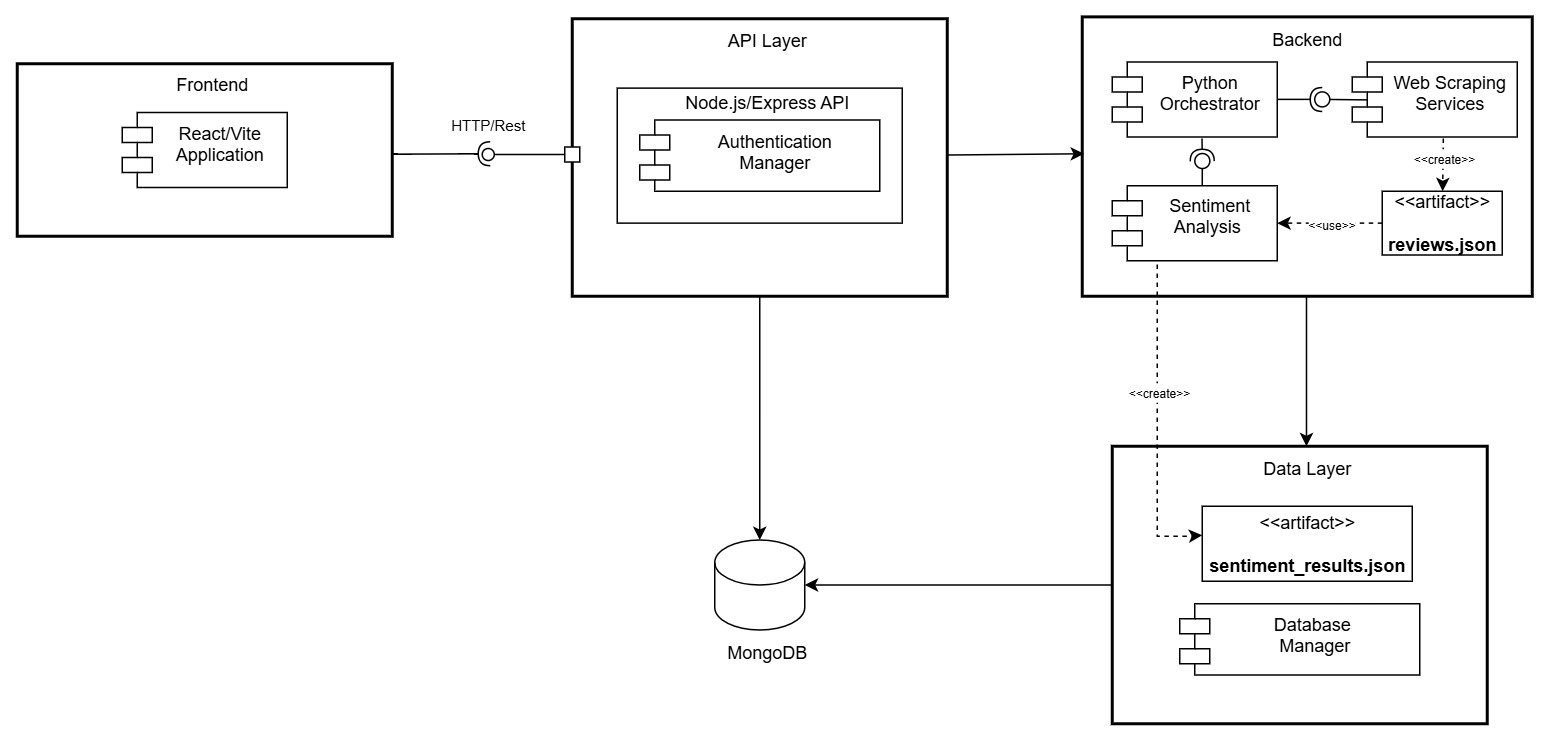 Frontend
React/Vite
Application
HTTP/Rest
API Layer
Node.js/Express API
Authentication
Manager
Backend
Python
Orchestrator
Web Scraping
Services
<<create>>
<<artifact>>
reviews.json
<<use>>
Sentiment
Analysis
<<create>>
Data Layer
<<artifact>>
sentiment_results.json
Database
Manager
MongoDB